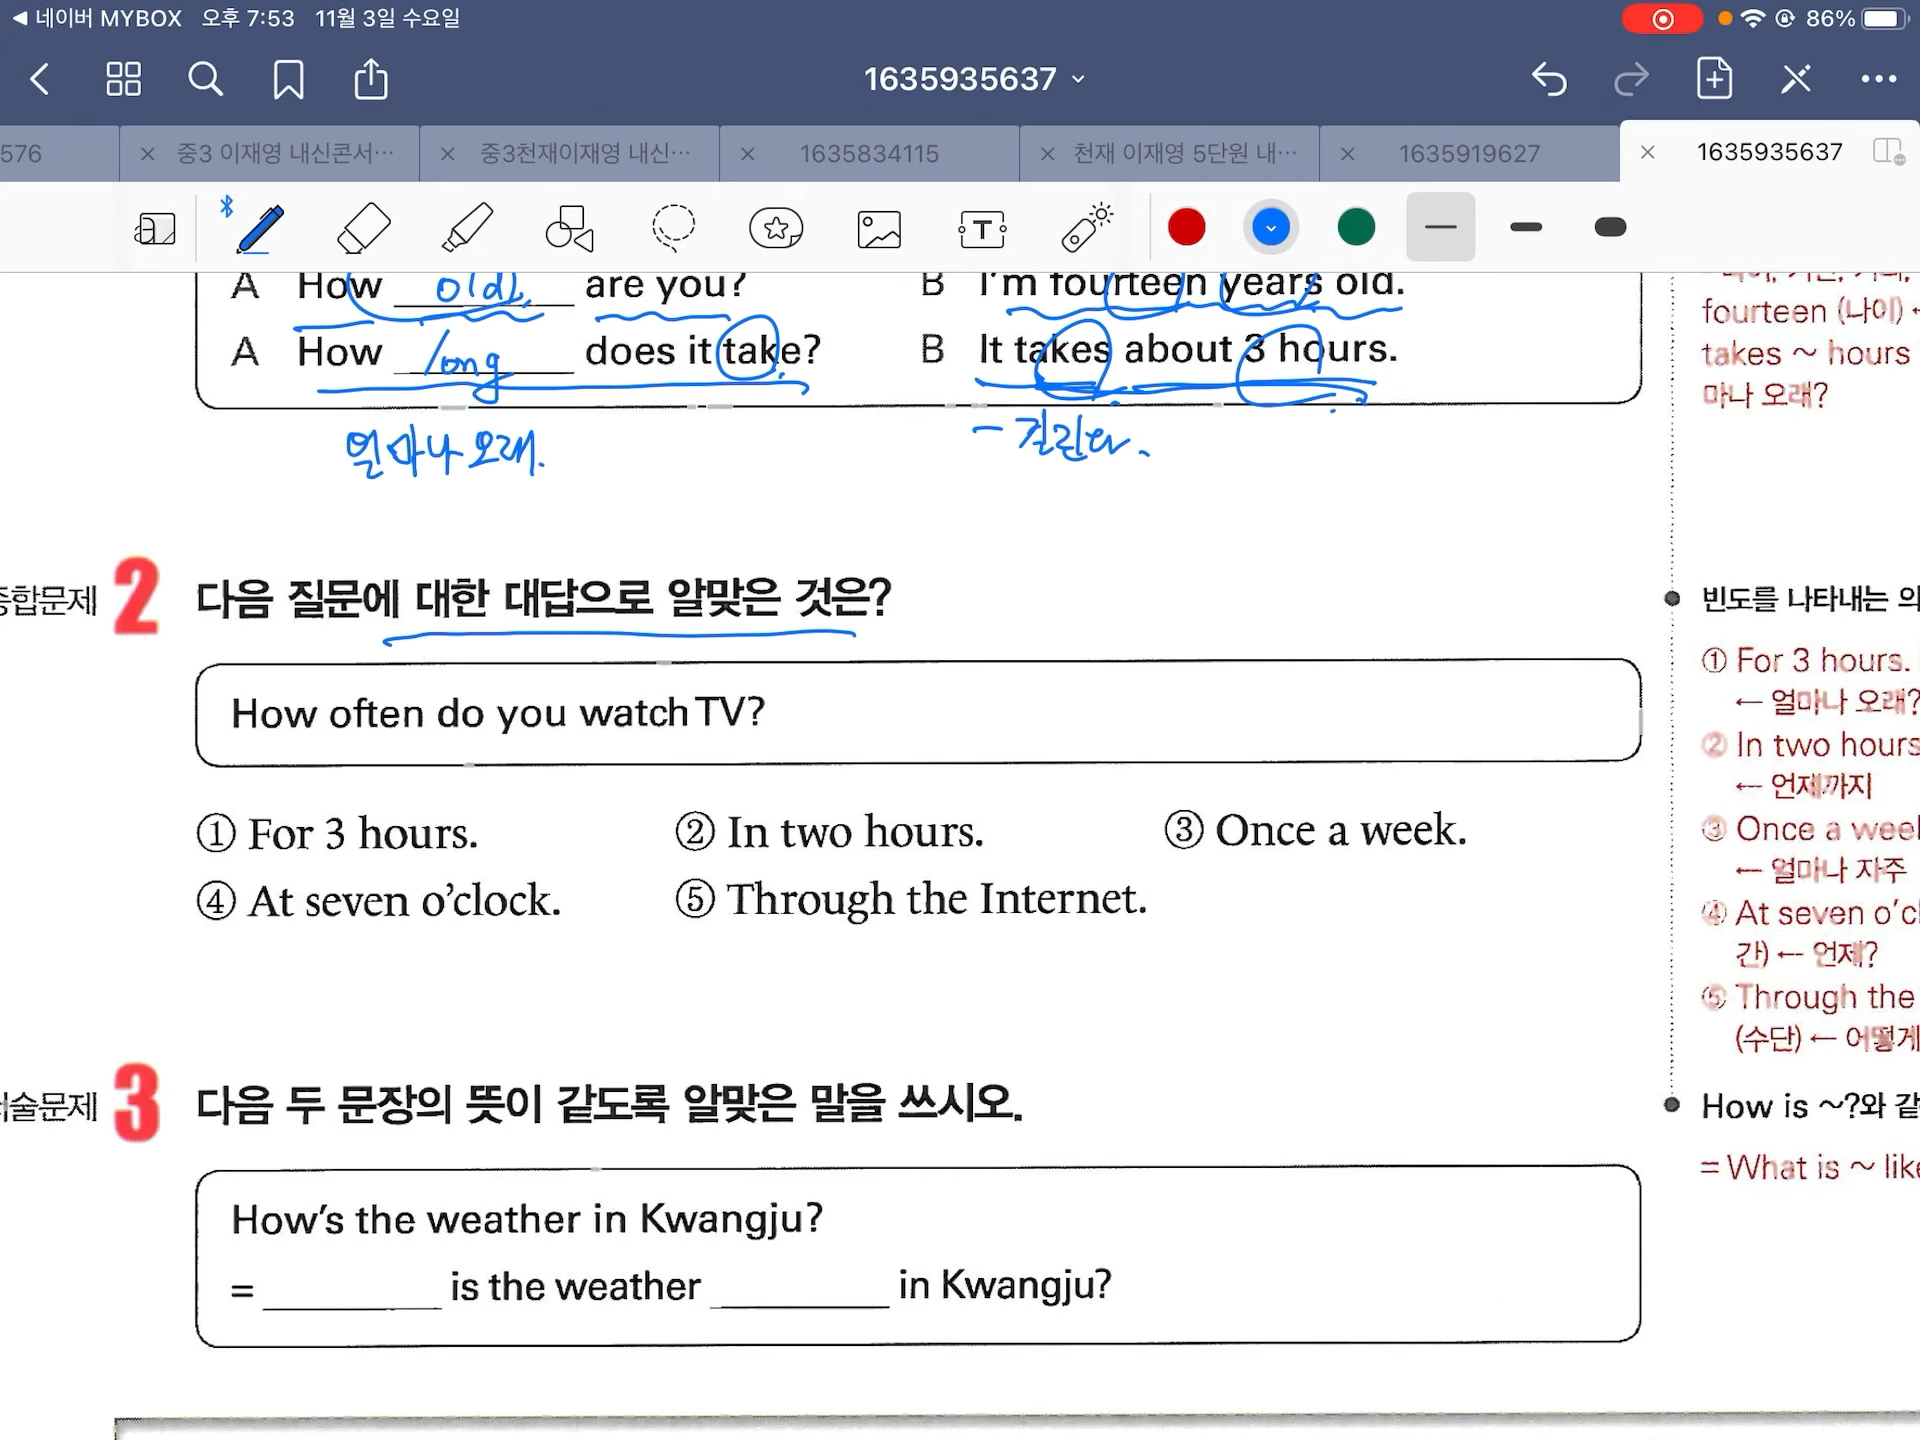 네이버 MYBOX 오후 7:53 11월 3일 수요일 86%
1635935637
576 중3 이재영 내신콘서… 중3천재이재영 내신… 1635834115 천재 이재영 5단원 내… 1635919627 1635935637
A How old are you? B I'm fourteen years old.
A How long does it take? B It takes about 3 hours.
얼마나 오래.
걸린다.
fourteen (나이) ←
takes ~ hours
마나 오래?
종합문제 2 다음 질문에 대한 대답으로 알맞은 것은?
How often do you watch TV?
① For 3 hours. ② In two hours. ③ Once a week.
④ At seven o'clock. ⑤ Through the Internet.
빈도를 나타내는 의
① For 3 hours.
← 얼마나 오래?
② In two hours
← 언제까지
③ Once a week
← 얼마나 자주
④ At seven o'cl
간) ← 언제?
⑤ Through the
(수단) ← 어떻게
서술문제 3 다음 두 문장의 뜻이 같도록 알맞은 말을 쓰시오.
How's the weather in Kwangju?
= ________ is the weather ________ in Kwangju?
How is ~?와 같
= What is ~ like